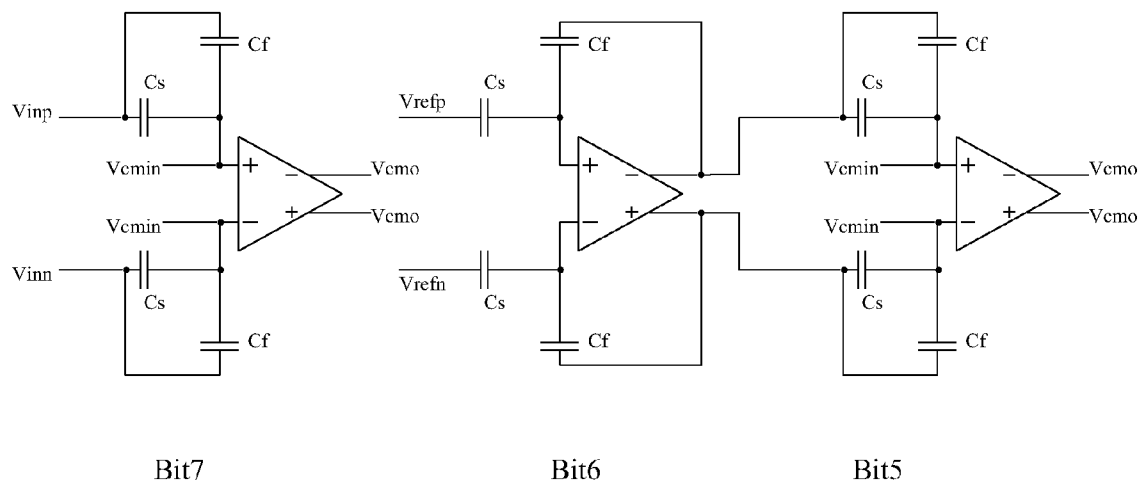 Cf
Cf
Cf
Cs
Cs
Cs
Vinp
Vrefp
Vcmin
+
−
Vcmo
+
−
Vcmin
+
−
Vcmo
Vcmin
−
+
Vcmo
−
+
Vcmin
−
+
Vcmo
Vinn
Vrefn
Cs
Cs
Cs
Cf
Cf
Cf
Bit7
Bit6
Bit5